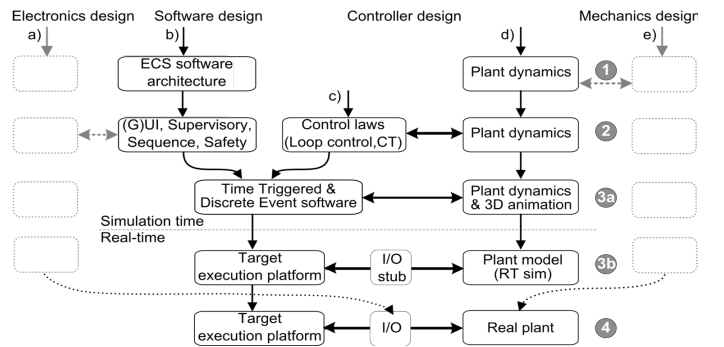 Electronics design
Software design
Controller design
Mechanics design
a)
b)
d)
e)
ECS software
architecture
Plant dynamics
1
c)
(G)UI, Supervisory,
Sequence, Safety
Control laws
(Loop control,CT)
Plant dynamics
2
Time Triggered &
Discrete Event software
Plant dynamics
& 3D animation
3a
Simulation time
Real-time
Target
execution platform
I/O
stub
Plant model
(RT sim)
3b
Target
execution platform
I/O
Real plant
4